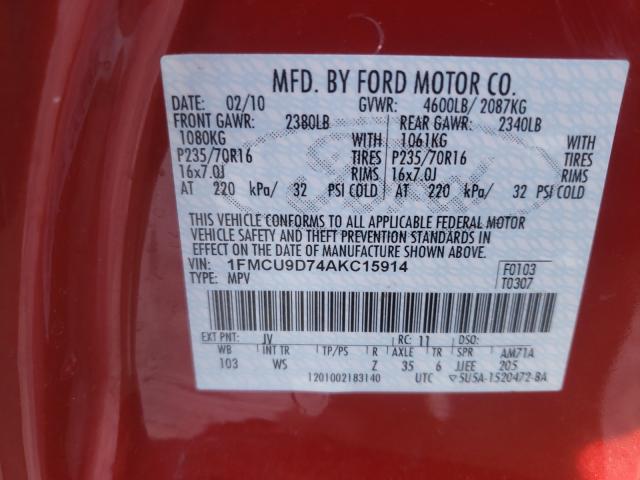 MFD. BY FORD MOTOR CO.
DATE: 02/10 GVWR: 4600LB/ 2087KG
FRONT GAWR: 2380LB REAR GAWR: 2340LB
1080KG WITH 1061KG WITH
P235/70R16 TIRES P235/70R16 TIRES
16x7.0J RIMS 16x7.0J RIMS
AT 220 kPa/ 32 PSI COLD AT 220 kPa/ 32 PSI COLD
THIS VEHICLE CONFORMS TO ALL APPLICABLE FEDERAL MOTOR
VEHICLE SAFETY AND THEFT PREVENTION STANDARDS IN
EFFECT ON THE DATE OF MANUFACTURE SHOWN ABOVE.
VIN: 1FMCU9D74AKC15914 F0103
TYPE: MPV T0307
EXT PNT: JV RC: 11 DSO:
WB INT TR TP/PS R AXLE TR SPR AM71A
103 WS Z 35 6 JJEE 205
1201002183140 UTC ▽5U5A-1520472-BA